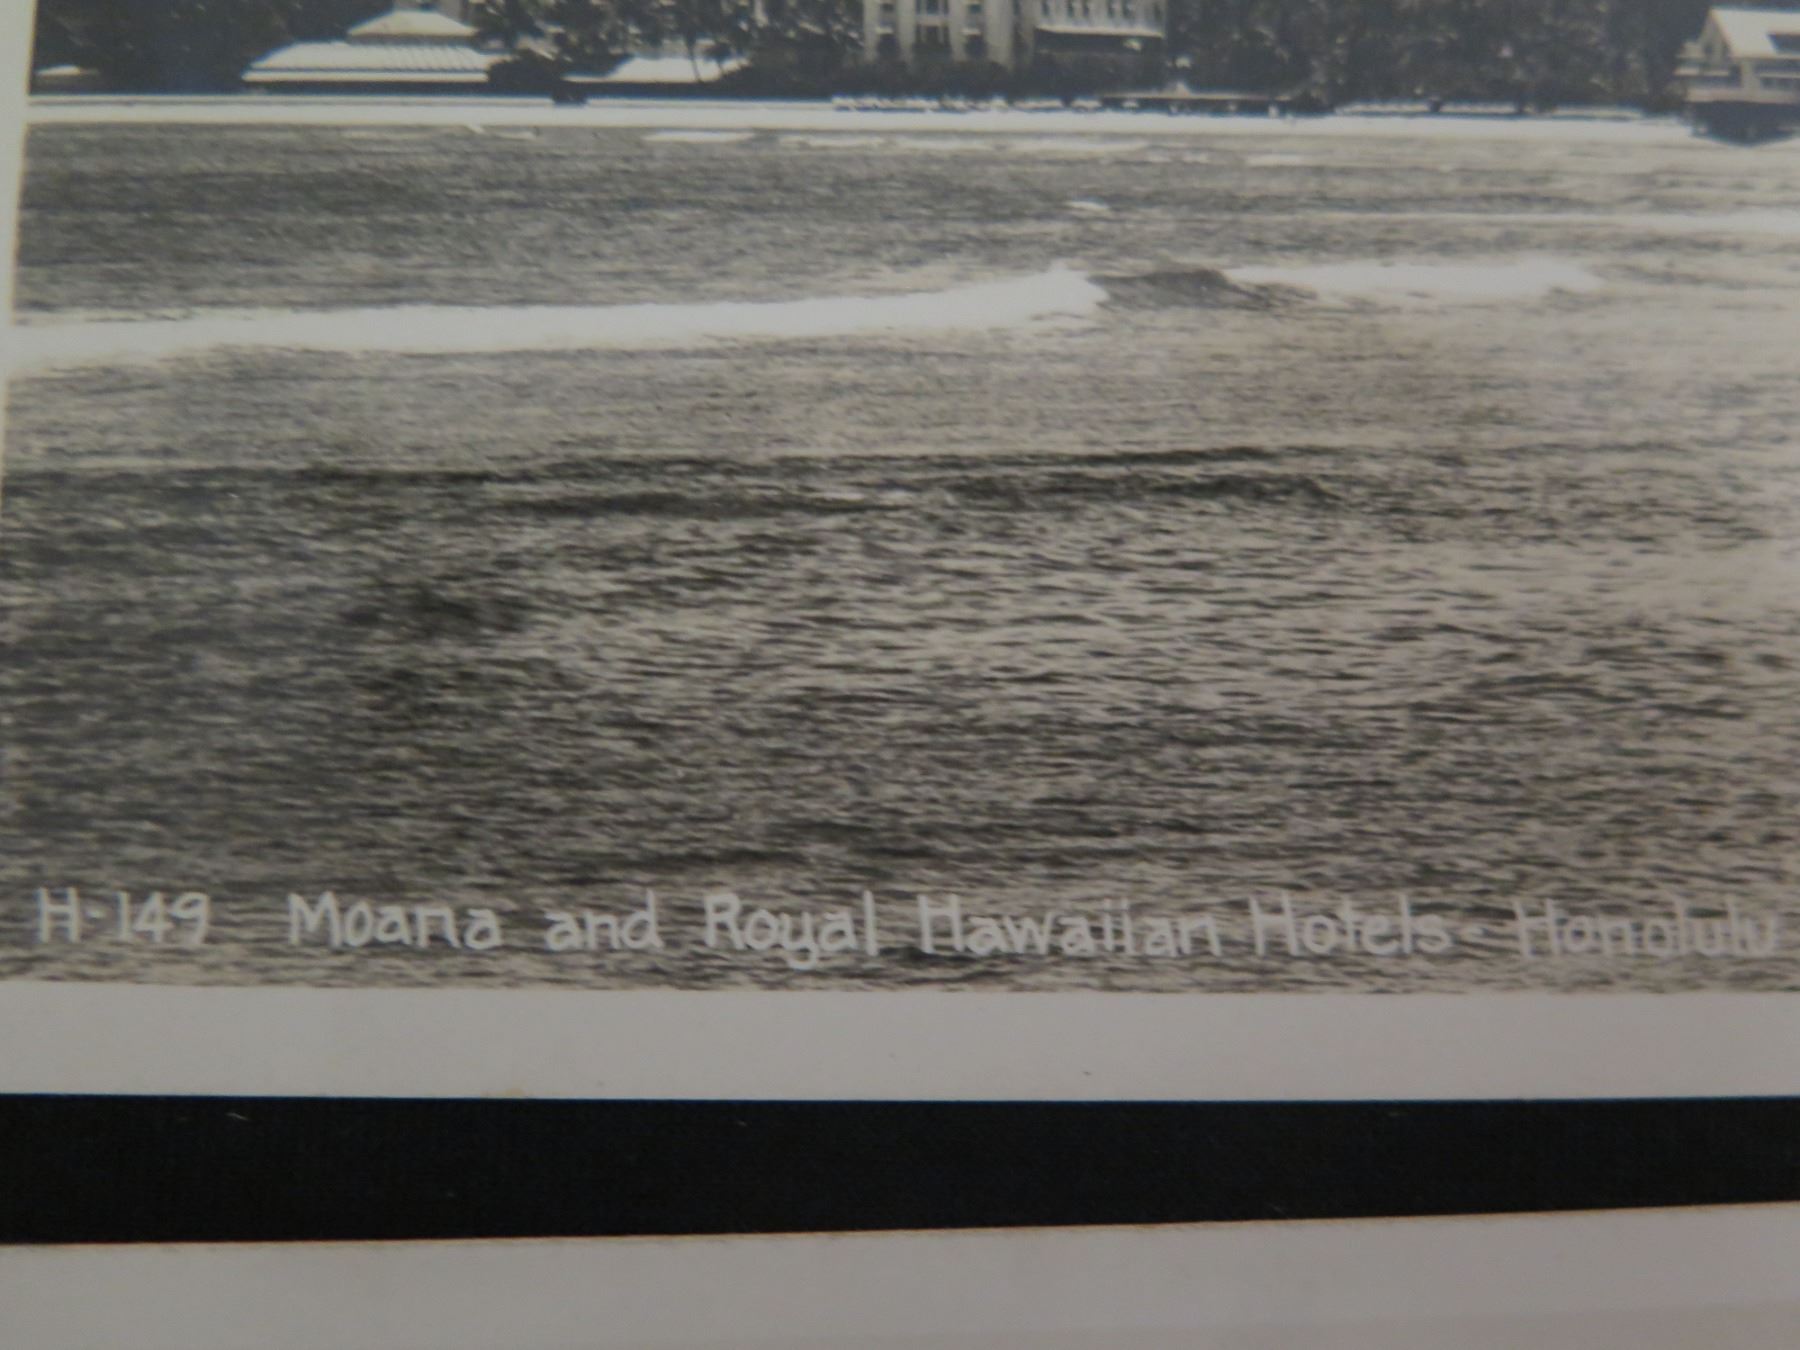 H-149 Moana and Royal Hawaiian Hotels - Honolulu